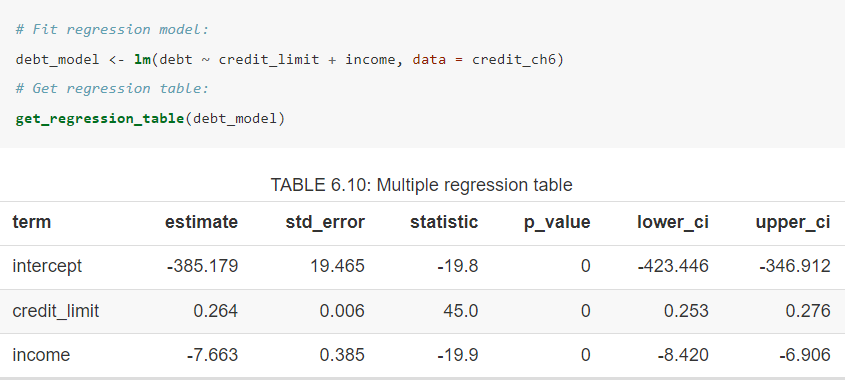 # Fit regression model:
debt_model <- lm(debt ~ credit_limit + income, data = credit_ch6)
# Get regression table:
get_regression_table(debt_model)
TABLE 6.10: Multiple regression table
term estimate std_error statistic p_value lower_ci upper_ci
intercept -385.179 19.465 -19.8 0 -423.446 -346.912
credit_limit 0.264 0.006 45.0 0 0.253 0.276
income -7.663 0.385 -19.9 0 -8.420 -6.906